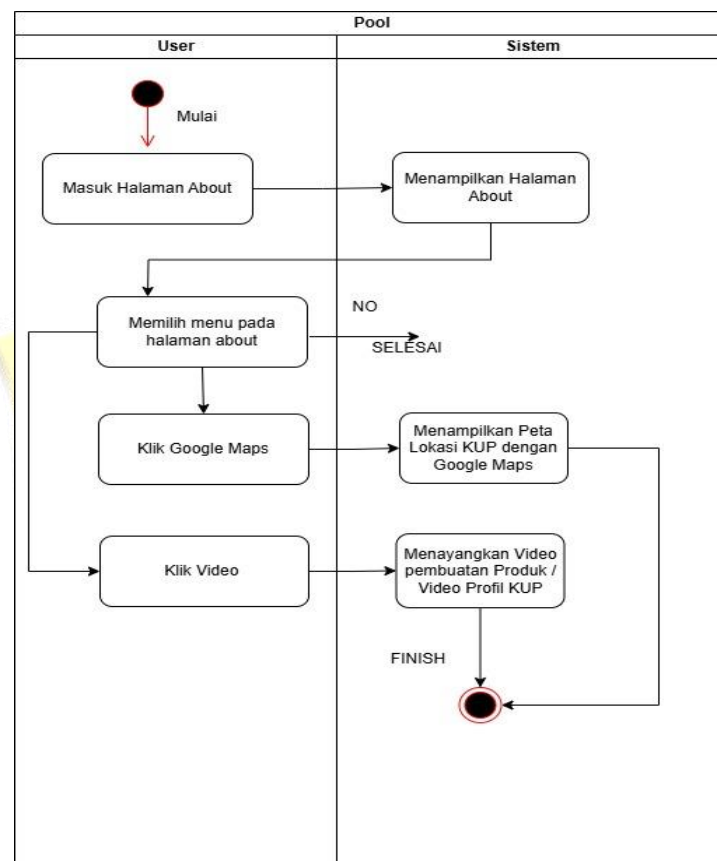 Pool
User
Sistem
Mulai
Masuk Halaman About
Menampilkan Halaman
About
Memilih menu pada
halaman about
NO
SELESAI
Klik Google Maps
Menampilkan Peta
Lokasi KUP dengan
Google Maps
Klik Video
Menayangkan Video
pembuatan Produk /
Video Profil KUP
FINISH